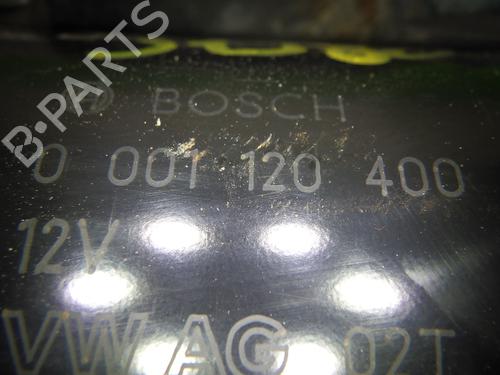 BOSCH
0 001 120 400
12V
VW AG 02T
B-PARTS